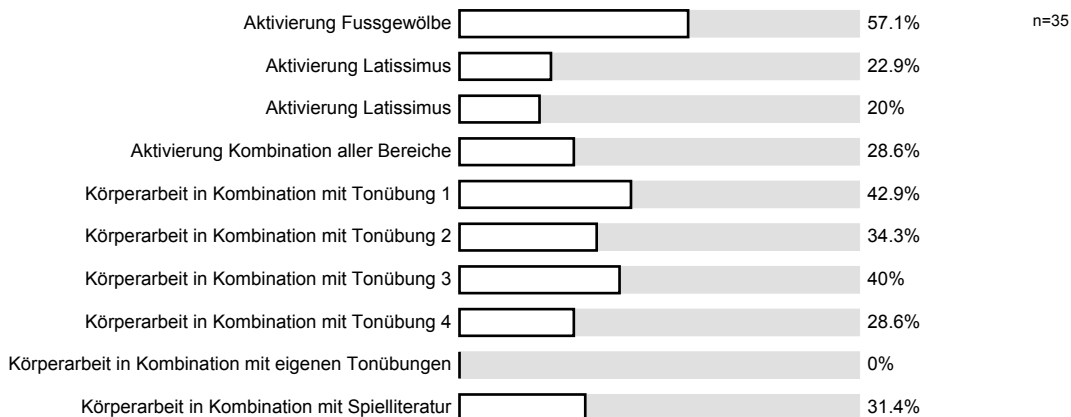 Aktivierung Fussgewölbe 57.1% n=35
Aktivierung Latissimus 22.9%
Aktivierung Latissimus 20%
Aktivierung Kombination aller Bereiche 28.6%
Körperarbeit in Kombination mit Tonübung 1 42.9%
Körperarbeit in Kombination mit Tonübung 2 34.3%
Körperarbeit in Kombination mit Tonübung 3 40%
Körperarbeit in Kombination mit Tonübung 4 28.6%
Körperarbeit in Kombination mit eigenen Tonübungen 0%
Körperarbeit in Kombination mit Spielliteratur 31.4%